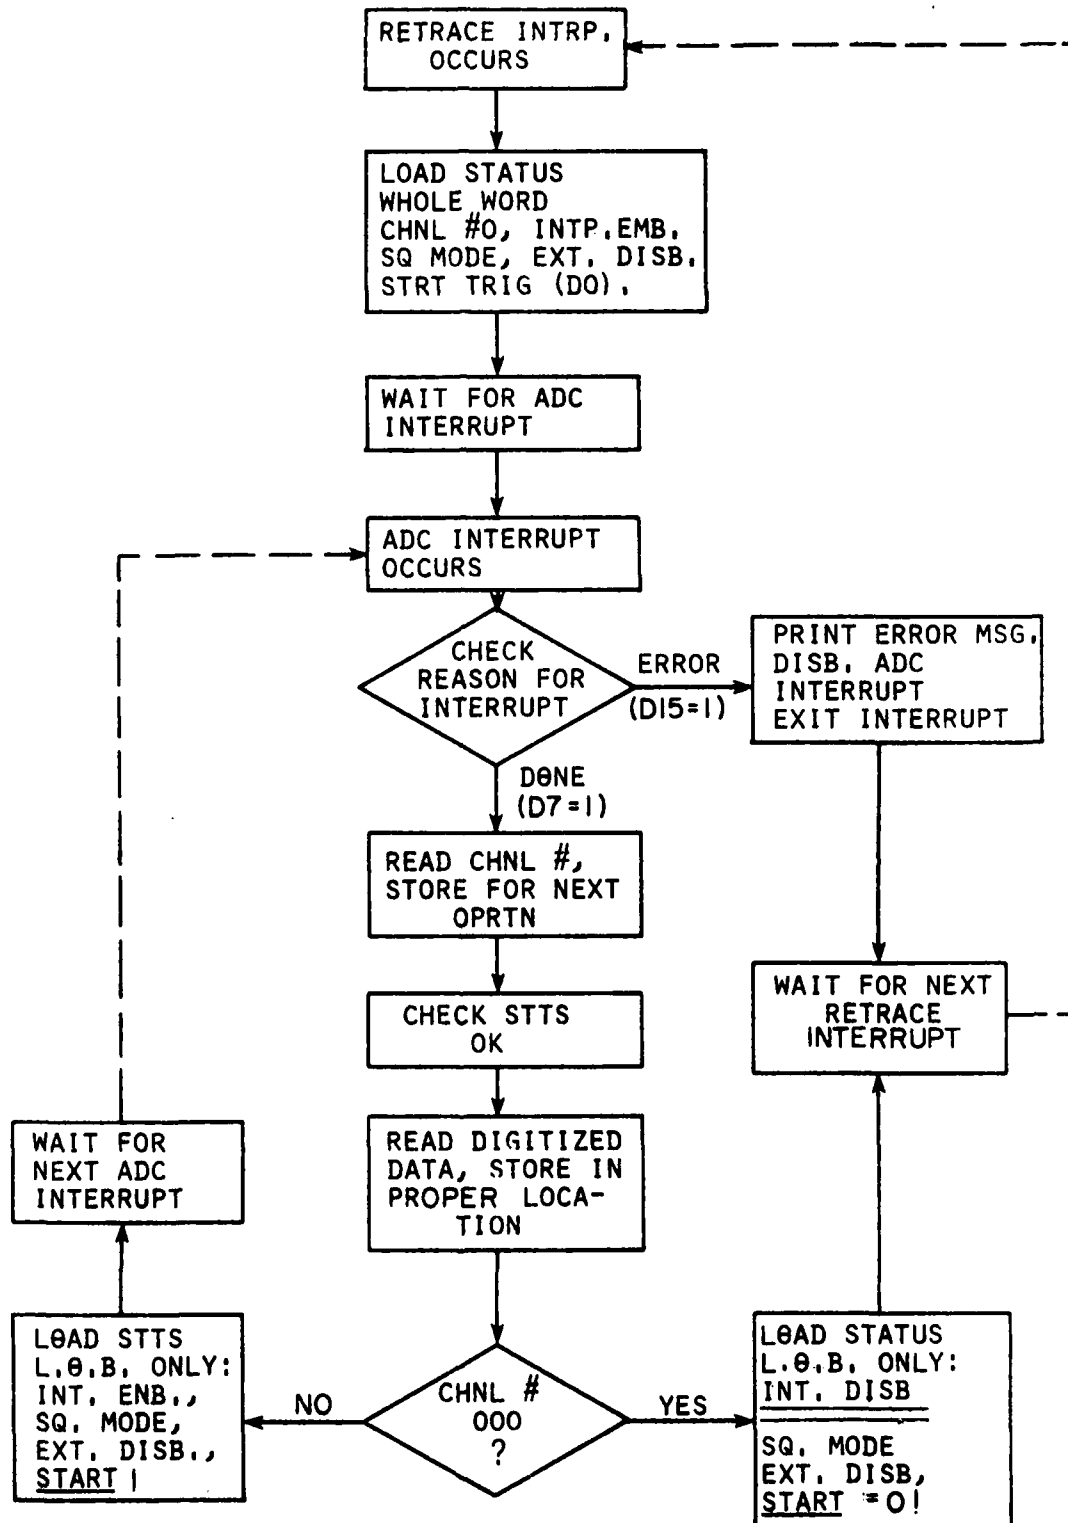 RETRACE INTRP.
OCCURS
LOAD STATUS
WHOLE WORD
CHNL #0, INTP.EMB.
SQ MODE, EXT. DISB.
STRT TRIG (DO).
WAIT FOR ADC
INTERRUPT
ADC INTERRUPT
OCCURS
CHECK
REASON FOR
INTERRUPT
ERROR
(D15=1)
PRINT ERROR MSG.
DISB. ADC
INTERRUPT
EXIT INTERRUPT
DθNE
(D7=1)
READ CHNL #,
STORE FOR NEXT
OPRTN
WAIT FOR NEXT
RETRACE
INTERRUPT
CHECK STTS
OK
READ DIGITIZED
DATA, STORE IN
PROPER LOCA-
TION
WAIT FOR
NEXT ADC
INTERRUPT
LθAD STTS
L.θ.B. ONLY:
INT. ENB.,
SQ. MODE,
EXT. DISB.,
START 1
NO
CHNL #
000
?
YES
LθAD STATUS
L.θ.B. ONLY:
INT. DISB
SQ. MODE
EXT. DISB,
START =0!